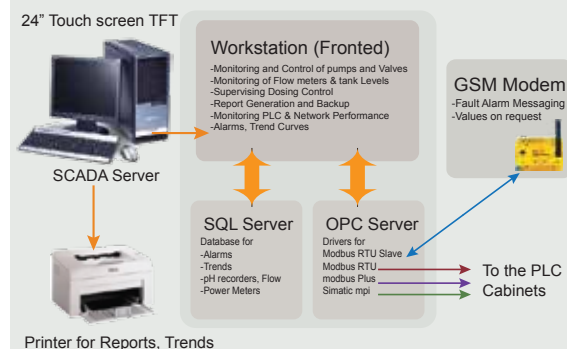 24" Touch screen TFT
SCADA Server
Printer for Reports, Trends
Workstation (Fronted)
-Monitoring and Control of pumps and Valves
-Monitoring of Flow meters & tank Levels
-Supervising Dosing Control
-Report Generation and Backup
-Monitoring PLC & Network Performance
-Alarms, Trend Curves
SQL Server
Database for
-Alarms
-Trends
-pH recorders, Flow
-Power Meters
OPC Server
Drivers for
Modbus RTU Slave
Modbus RTU
modbus Plus
Simatic mpi
GSM Modem
-Fault Alarm Messaging
-Values on request
To the PLC
Cabinets